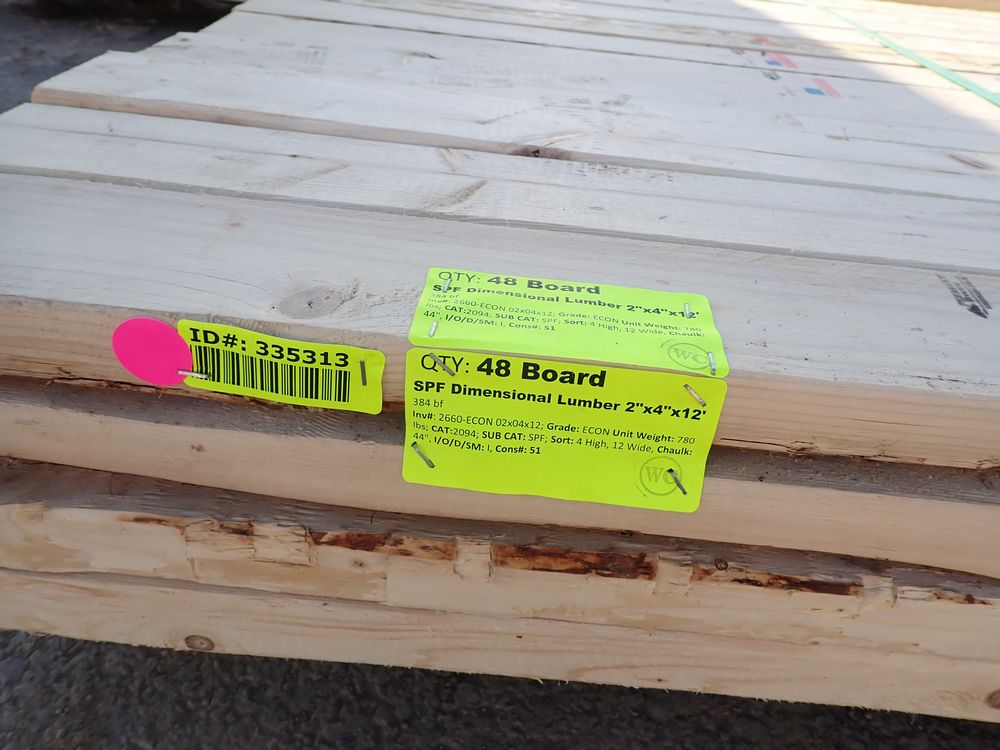 QTY: 48 Board
SPF Dimensional Lumber 2"x4"x12'
384 bf
Inv#: 2660-ECON 02x04x12; Grade: ECON Unit Weight: 780
lbs; CAT:2094, SUB CAT: SPF; Sort: 4 High, 12 Wide, Chaulk:
44", I/O/D/SM: I, Cons#: 51
WC
ID#: 335313
QTY: 48 Board
SPF Dimensional Lumber 2"x4"x12'
384 bf
Inv#: 2660-ECON 02x04x12; Grade: ECON Unit Weight: 780
lbs; CAT:2094, SUB CAT: SPF; Sort: 4 High, 12 Wide, Chaulk:
44", I/O/D/SM: I, Cons#: 51
WC